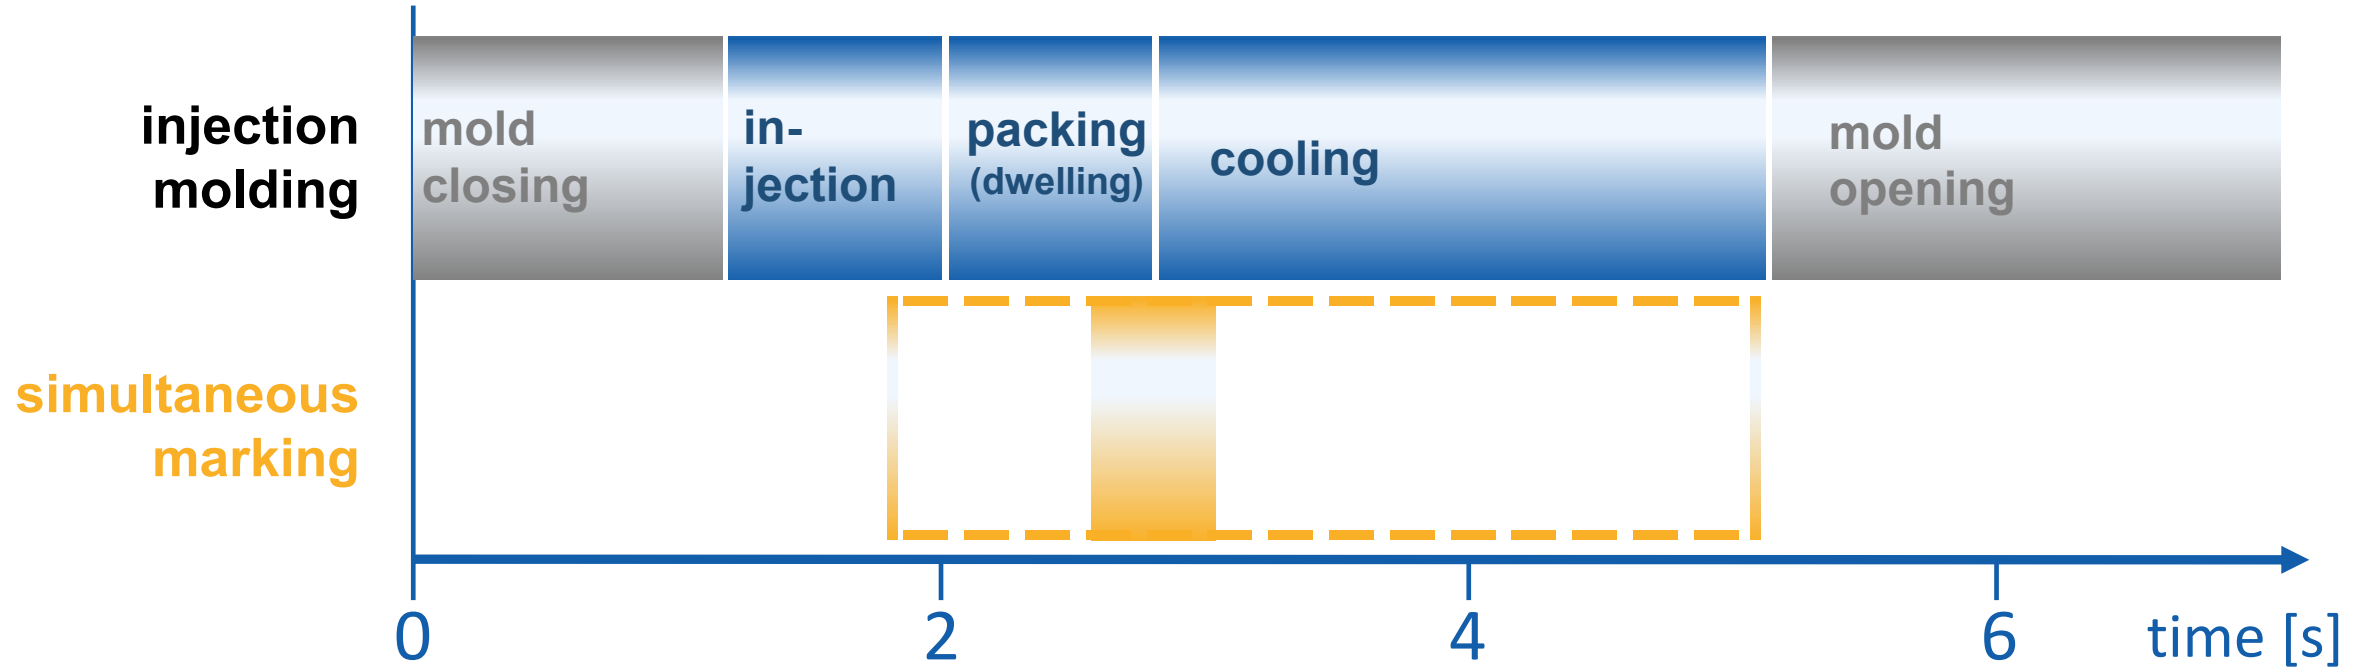 injection
molding
mold
closing
in-
jection
packing
(dwelling)
cooling
mold
opening
simultaneous
marking
0
2
4
6
time [s]